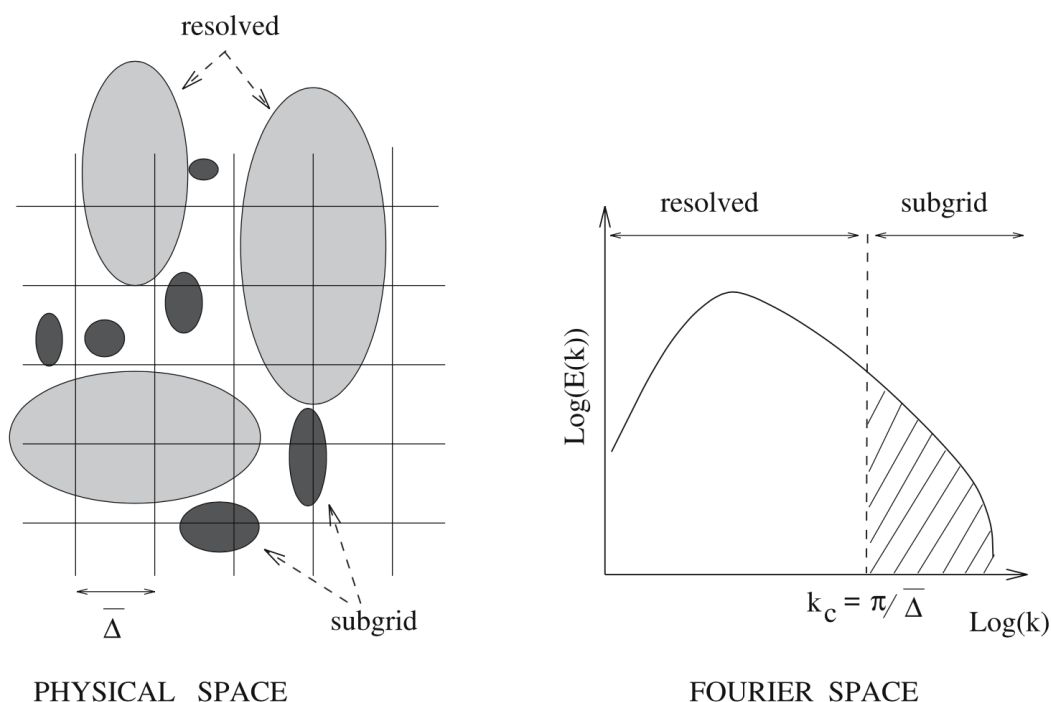 resolved
subgrid
Δ̅
PHYSICAL SPACE
resolved
subgrid
Log(E(k))
k_c = π/Δ̅
Log(k)
FOURIER SPACE